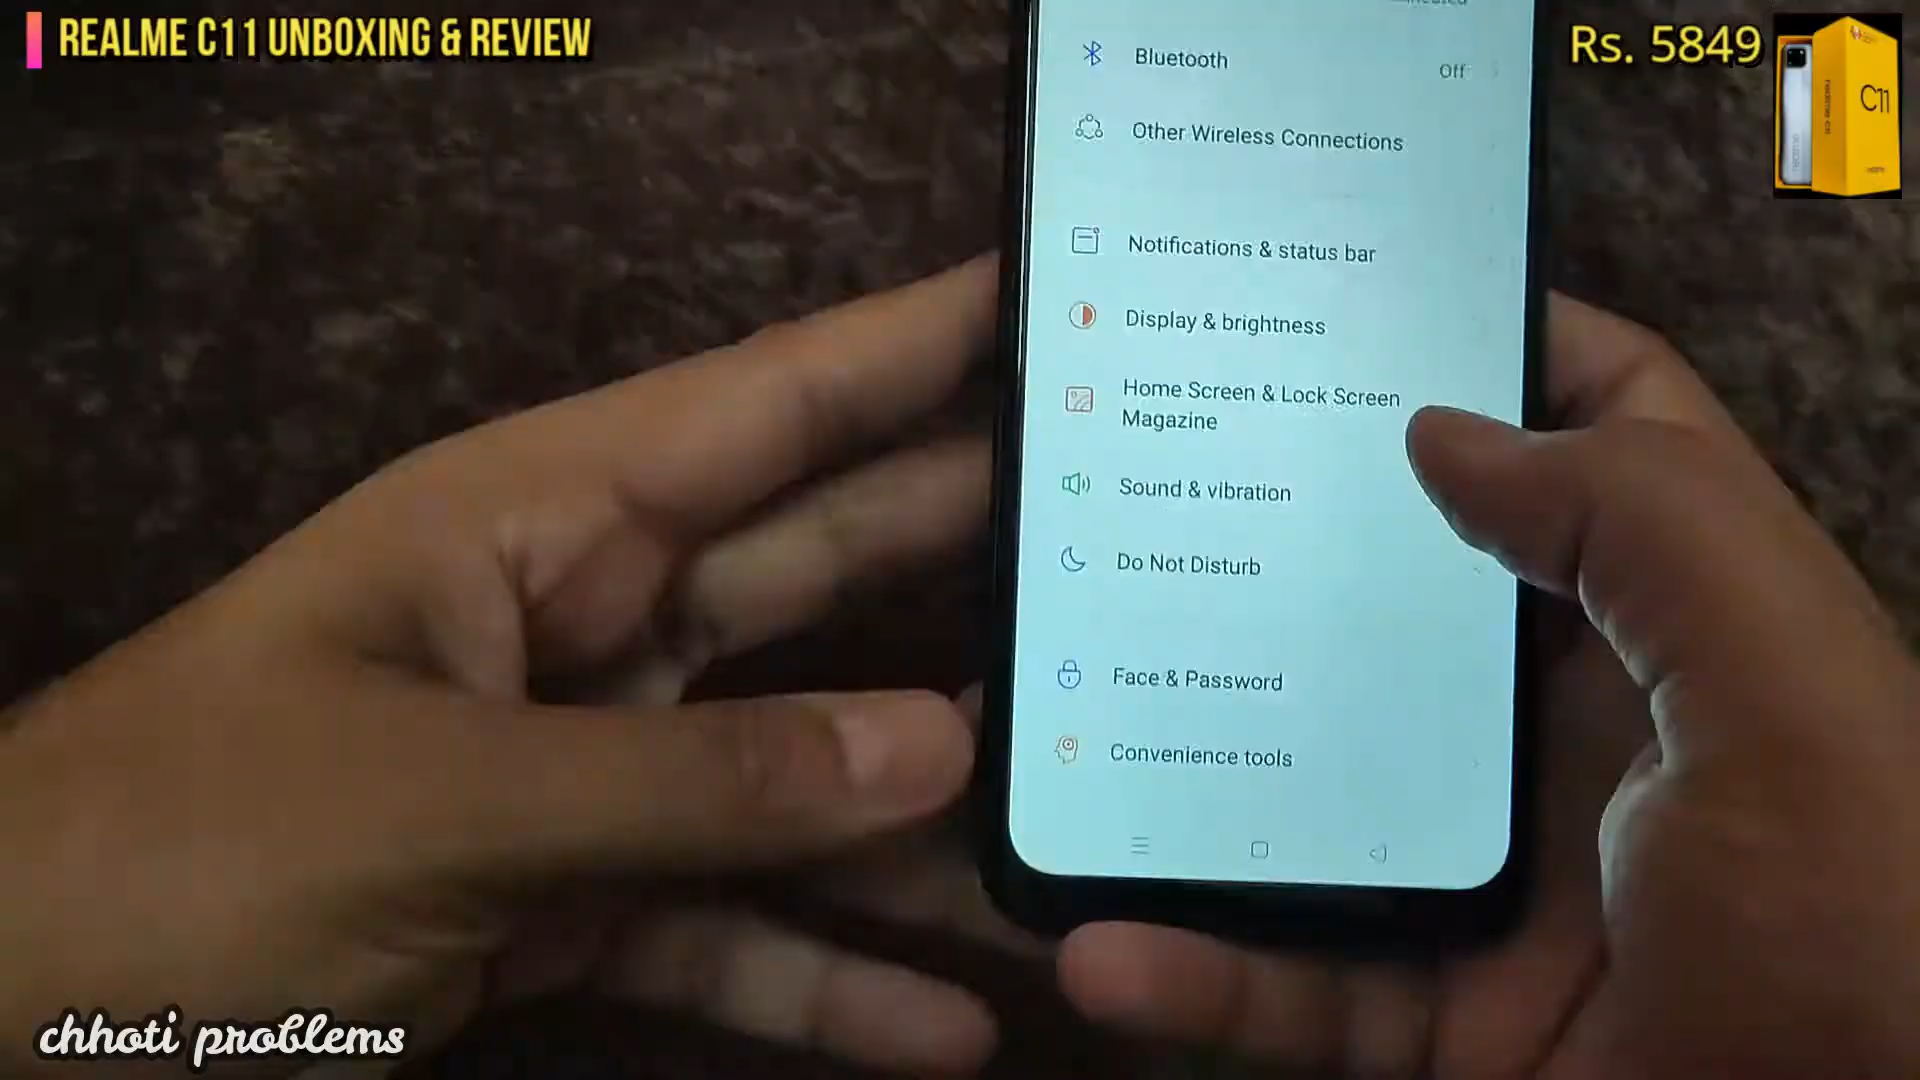 REALME C11 UNBOXING & REVIEW
Rs. 5849
C11
realme
Bluetooth
Off
Other Wireless Connections
Notifications & status bar
Display & brightness
Home Screen & Lock Screen
Magazine
Sound & vibration
Do Not Disturb
Face & Password
Convenience tools
chhoti problems